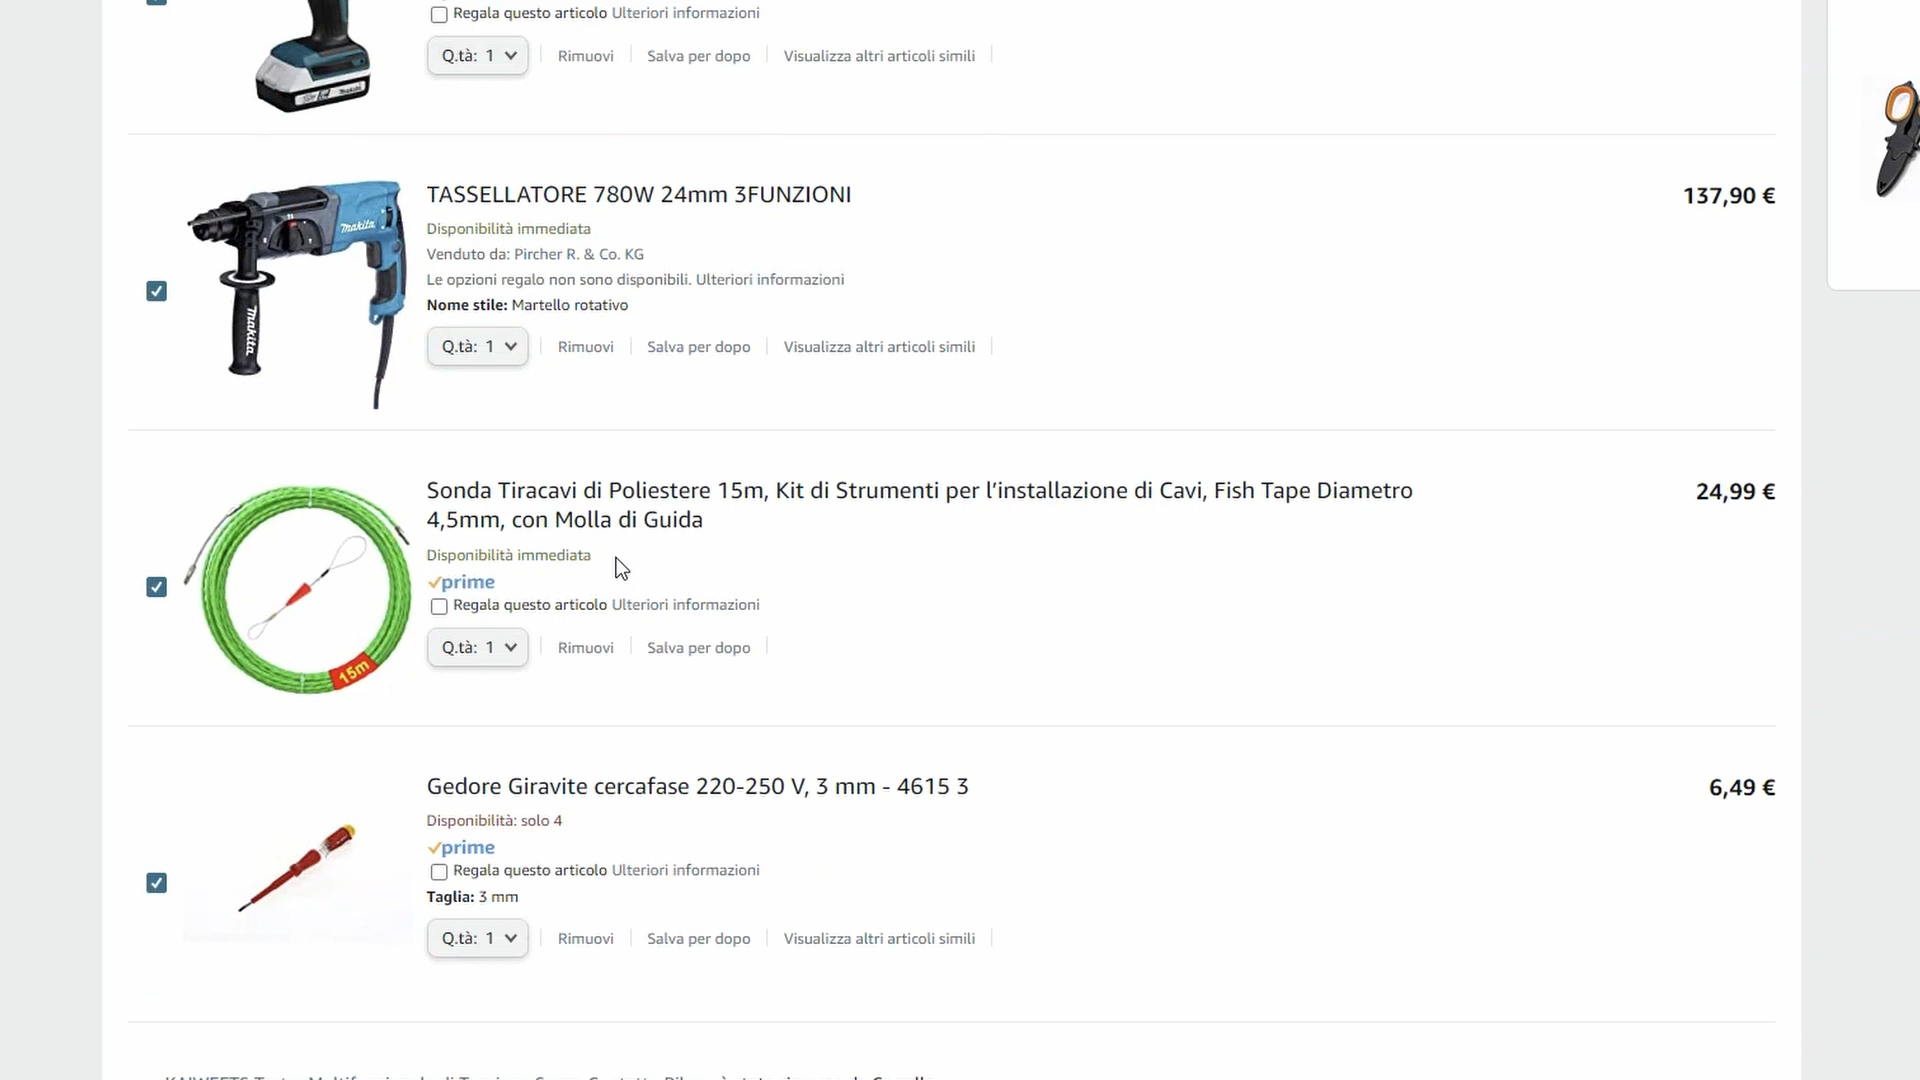 Regala questo articolo Ulteriori informazioni
Q.tà: 1 Rimuovi Salva per dopo Visualizza altri articoli simili
TASSELLATORE 780W 24mm 3FUNZIONI 137,90 €
Disponibilità immediata
Venduto da: Pircher R. & Co. KG
Le opzioni regalo non sono disponibili. Ulteriori informazioni
Nome stile: Martello rotativo
Q.tà: 1 Rimuovi Salva per dopo Visualizza altri articoli simili
makita
makita
Sonda Tiracavi di Poliestere 15m, Kit di Strumenti per l'installazione di Cavi, Fish Tape Diametro 24,99 €
4,5mm, con Molla di Guida
Disponibilità immediata
prime
Regala questo articolo Ulteriori informazioni
Q.tà: 1 Rimuovi Salva per dopo
15m
Gedore Giravite cercafase 220-250 V, 3 mm - 4615 3 6,49 €
Disponibilità: solo 4
prime
Regala questo articolo Ulteriori informazioni
Taglia: 3 mm
Q.tà: 1 Rimuovi Salva per dopo Visualizza altri articoli simili